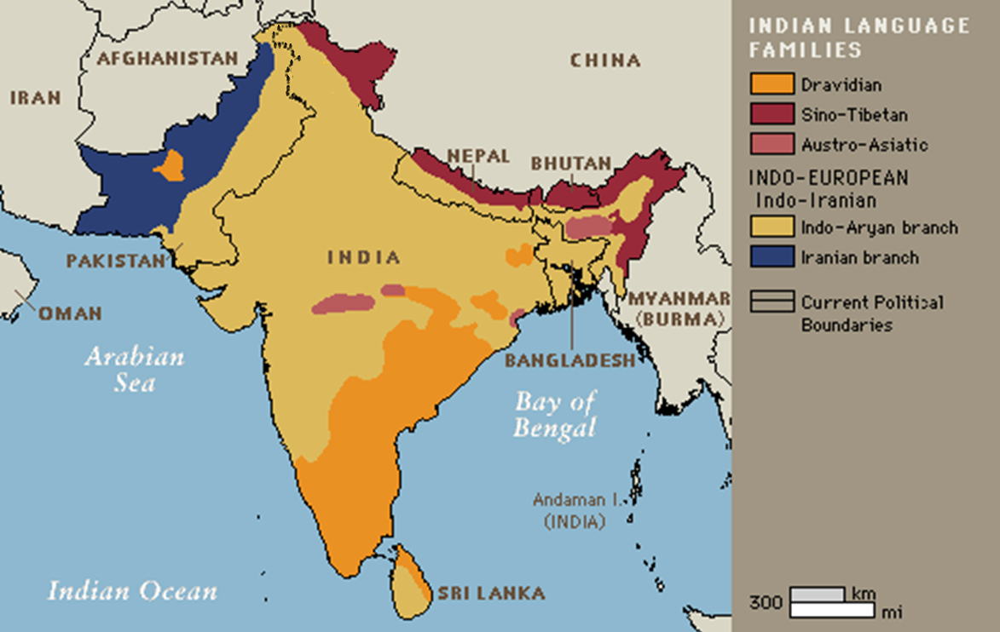 AFGHANISTAN
IRAN
CHINA
NEPAL
BHUTAN
PAKISTAN
INDIA
OMAN
MYANMAR
(BURMA)
BANGLADESH
Arabian
Sea
Bay of
Bengal
Andaman I.
(INDIA)
Indian Ocean
SRI LANKA
INDIAN LANGUAGE
FAMILIES
Dravidian
Sino-Tibetan
Austro-Asiatic
INDO-EUROPEAN
Indo-Iranian
Indo-Aryan branch
Iranian branch
Current Political
Boundaries
300 km
mi